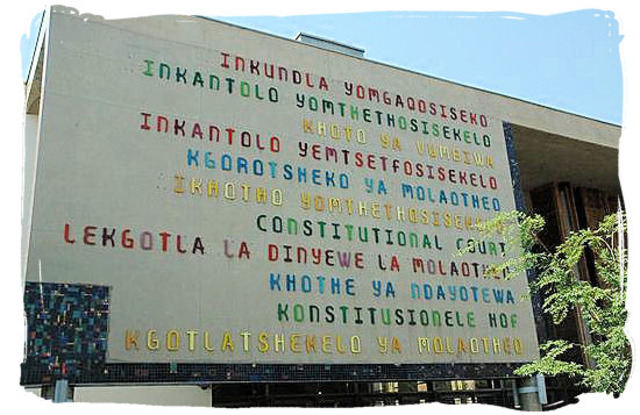 INKUNDLA YOMGAQOSISEKO
INKANTOLO YOMTHETHOSISEKELO
KHOTO YA VUMBIWA
INKANTOLO YEMTSETFOSISEKELO
KGOROTSHEKO YA MOLAOTHEO
IKHOTHO YOMTHETHOSISEKELO
CONSTITUTIONAL COURT
LEKGOTLA LA DINYEWE LA MOLAOTHEO
KHOTHE YA NDAYOTEWA
KONSTITUSIONELE HOF
KGOTLATSHEKELO YA MOLAOTHEO